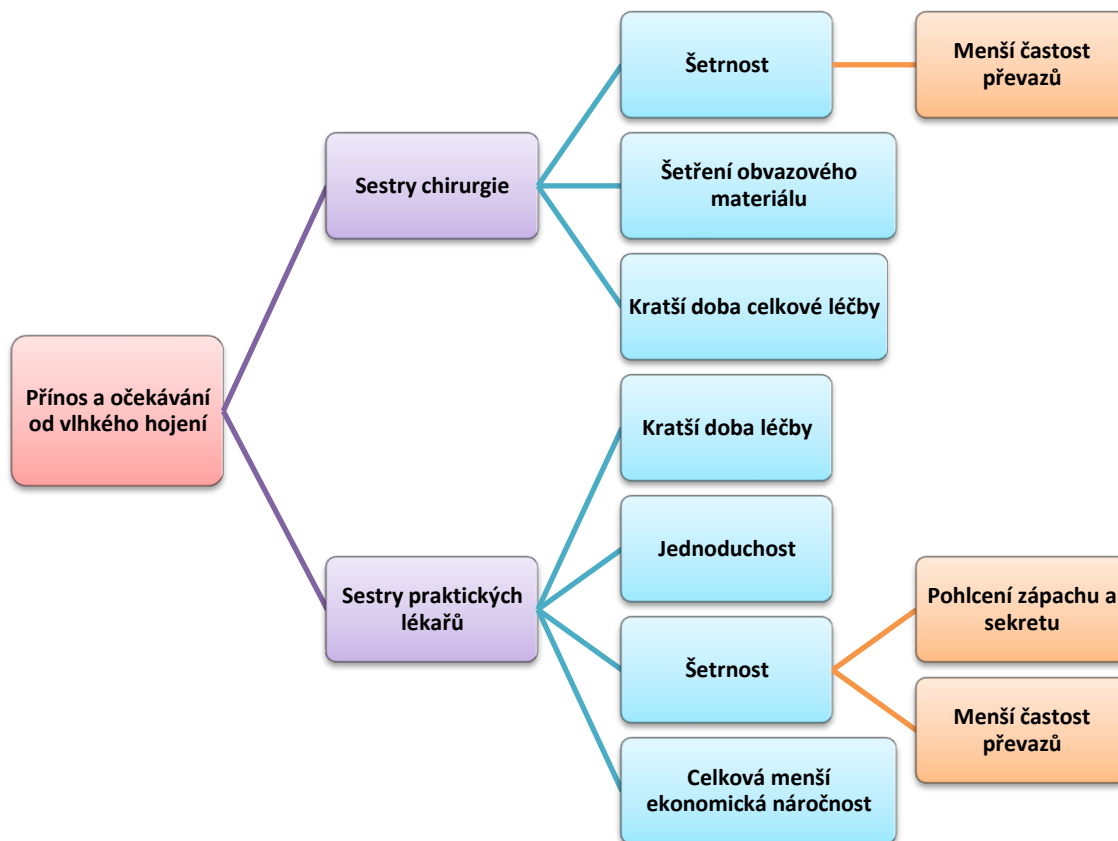 Přínos a očekávání
od vlhkého hojení
Sestry chirurgie
Šetrnost
Menší častost
převazů
Šetření obvazového
materiálu
Kratší doba celkové léčby
Sestry praktických
lékařů
Kratší doba léčby
Jednoduchost
Šetrnost
Pohlcení zápachu a
sekretu
Menší častost
převazů
Celková menší
ekonomická náročnost